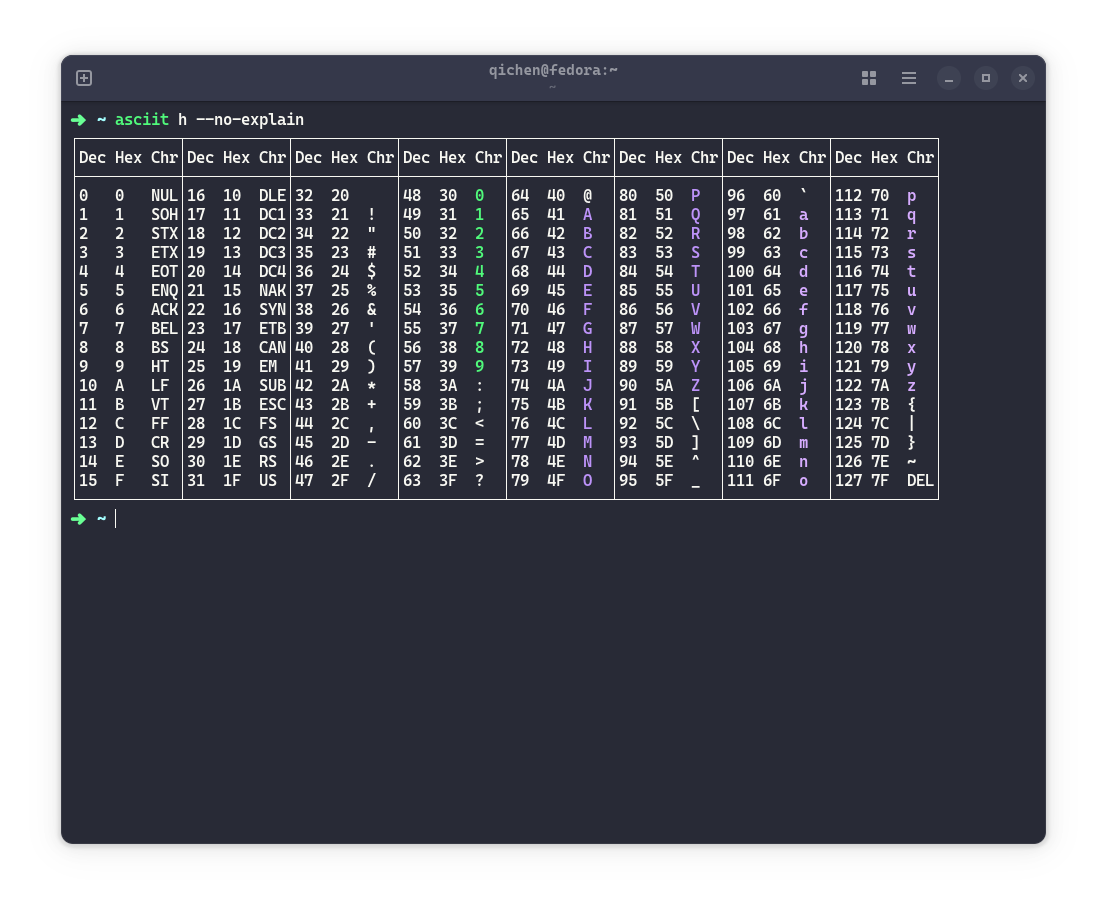 qichen@fedora:~
~
➜ ~ asciit h --no-explain
Dec Hex Chr Dec Hex Chr Dec Hex Chr Dec Hex Chr Dec Hex Chr Dec Hex Chr Dec Hex Chr Dec Hex Chr
0 0 NUL 16 10 DLE 32 20 48 30 0 64 40 @ 80 50 P 96 60 ` 112 70 p
1 1 SOH 17 11 DC1 33 21 ! 49 31 1 65 41 A 81 51 Q 97 61 a 113 71 q
2 2 STX 18 12 DC2 34 22 " 50 32 2 66 42 B 82 52 R 98 62 b 114 72 r
3 3 ETX 19 13 DC3 35 23 # 51 33 3 67 43 C 83 53 S 99 63 c 115 73 s
4 4 EOT 20 14 DC4 36 24 $ 52 34 4 68 44 D 84 54 T 100 64 d 116 74 t
5 5 ENQ 21 15 NAK 37 25 % 53 35 5 69 45 E 85 55 U 101 65 e 117 75 u
6 6 ACK 22 16 SYN 38 26 & 54 36 6 70 46 F 86 56 V 102 66 f 118 76 v
7 7 BEL 23 17 ETB 39 27 ' 55 37 7 71 47 G 87 57 W 103 67 g 119 77 w
8 8 BS 24 18 CAN 40 28 ( 56 38 8 72 48 H 88 58 X 104 68 h 120 78 x
9 9 HT 25 19 EM 41 29 ) 57 39 9 73 49 I 89 59 Y 105 69 i 121 79 y
10 A LF 26 1A SUB 42 2A * 58 3A : 74 4A J 90 5A Z 106 6A j 122 7A z
11 B VT 27 1B ESC 43 2B + 59 3B ; 75 4B K 91 5B [ 107 6B k 123 7B {
12 C FF 28 1C FS 44 2C , 60 3C < 76 4C L 92 5C \ 108 6C l 124 7C |
13 D CR 29 1D GS 45 2D - 61 3D = 77 4D M 93 5D ] 109 6D m 125 7D }
14 E SO 30 1E RS 46 2E . 62 3E > 78 4E N 94 5E ^ 110 6E n 126 7E ~
15 F SI 31 1F US 47 2F / 63 3F ? 79 4F O 95 5F _ 111 6F o 127 7F DEL
➜ ~